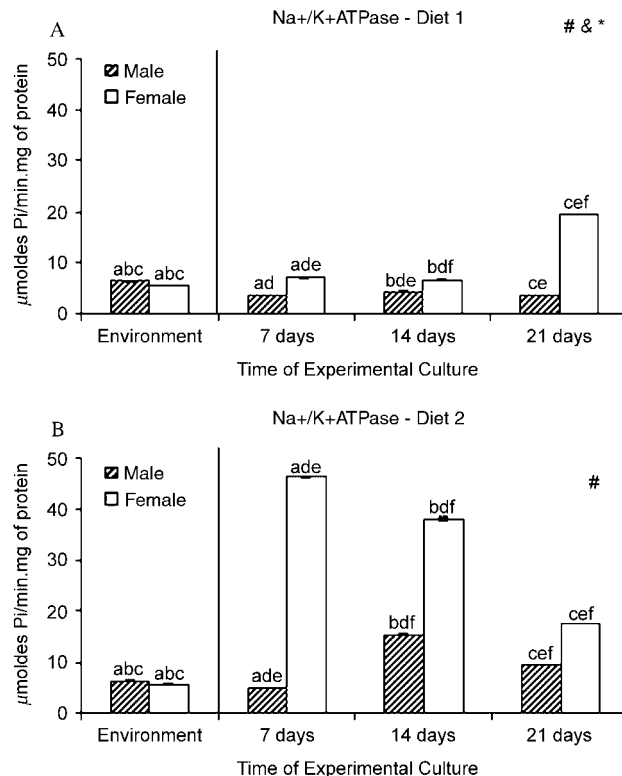 A
Na+/K+ATPase - Diet 1
# & *
50
40
30
20
10
0
μmoldes Pi/min.mg of protein
Male
Female
abc abc
ad ade
bde bdf
ce cef
Environment 7 days 14 days 21 days
Time of Experimental Culture
B
Na+/K+ATPase - Diet 2
#
50
40
30
20
10
0
μmoldes Pi/min.mg of protein
Male
Female
abc abc
ade ade
bdf bdf
cef cef
Environment 7 days 14 days 21 days
Time of Experimental Culture